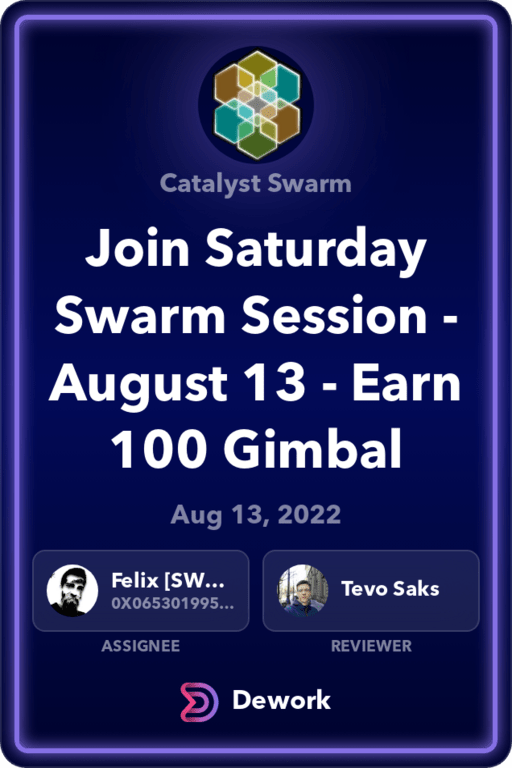 Catalyst Swarm
Join Saturday
Swarm Session -
August 13 - Earn
100 Gimbal
Aug 13, 2022
Felix [SW...
0X065301995...
ASSIGNEE
Tevo Saks
REVIEWER
Dework